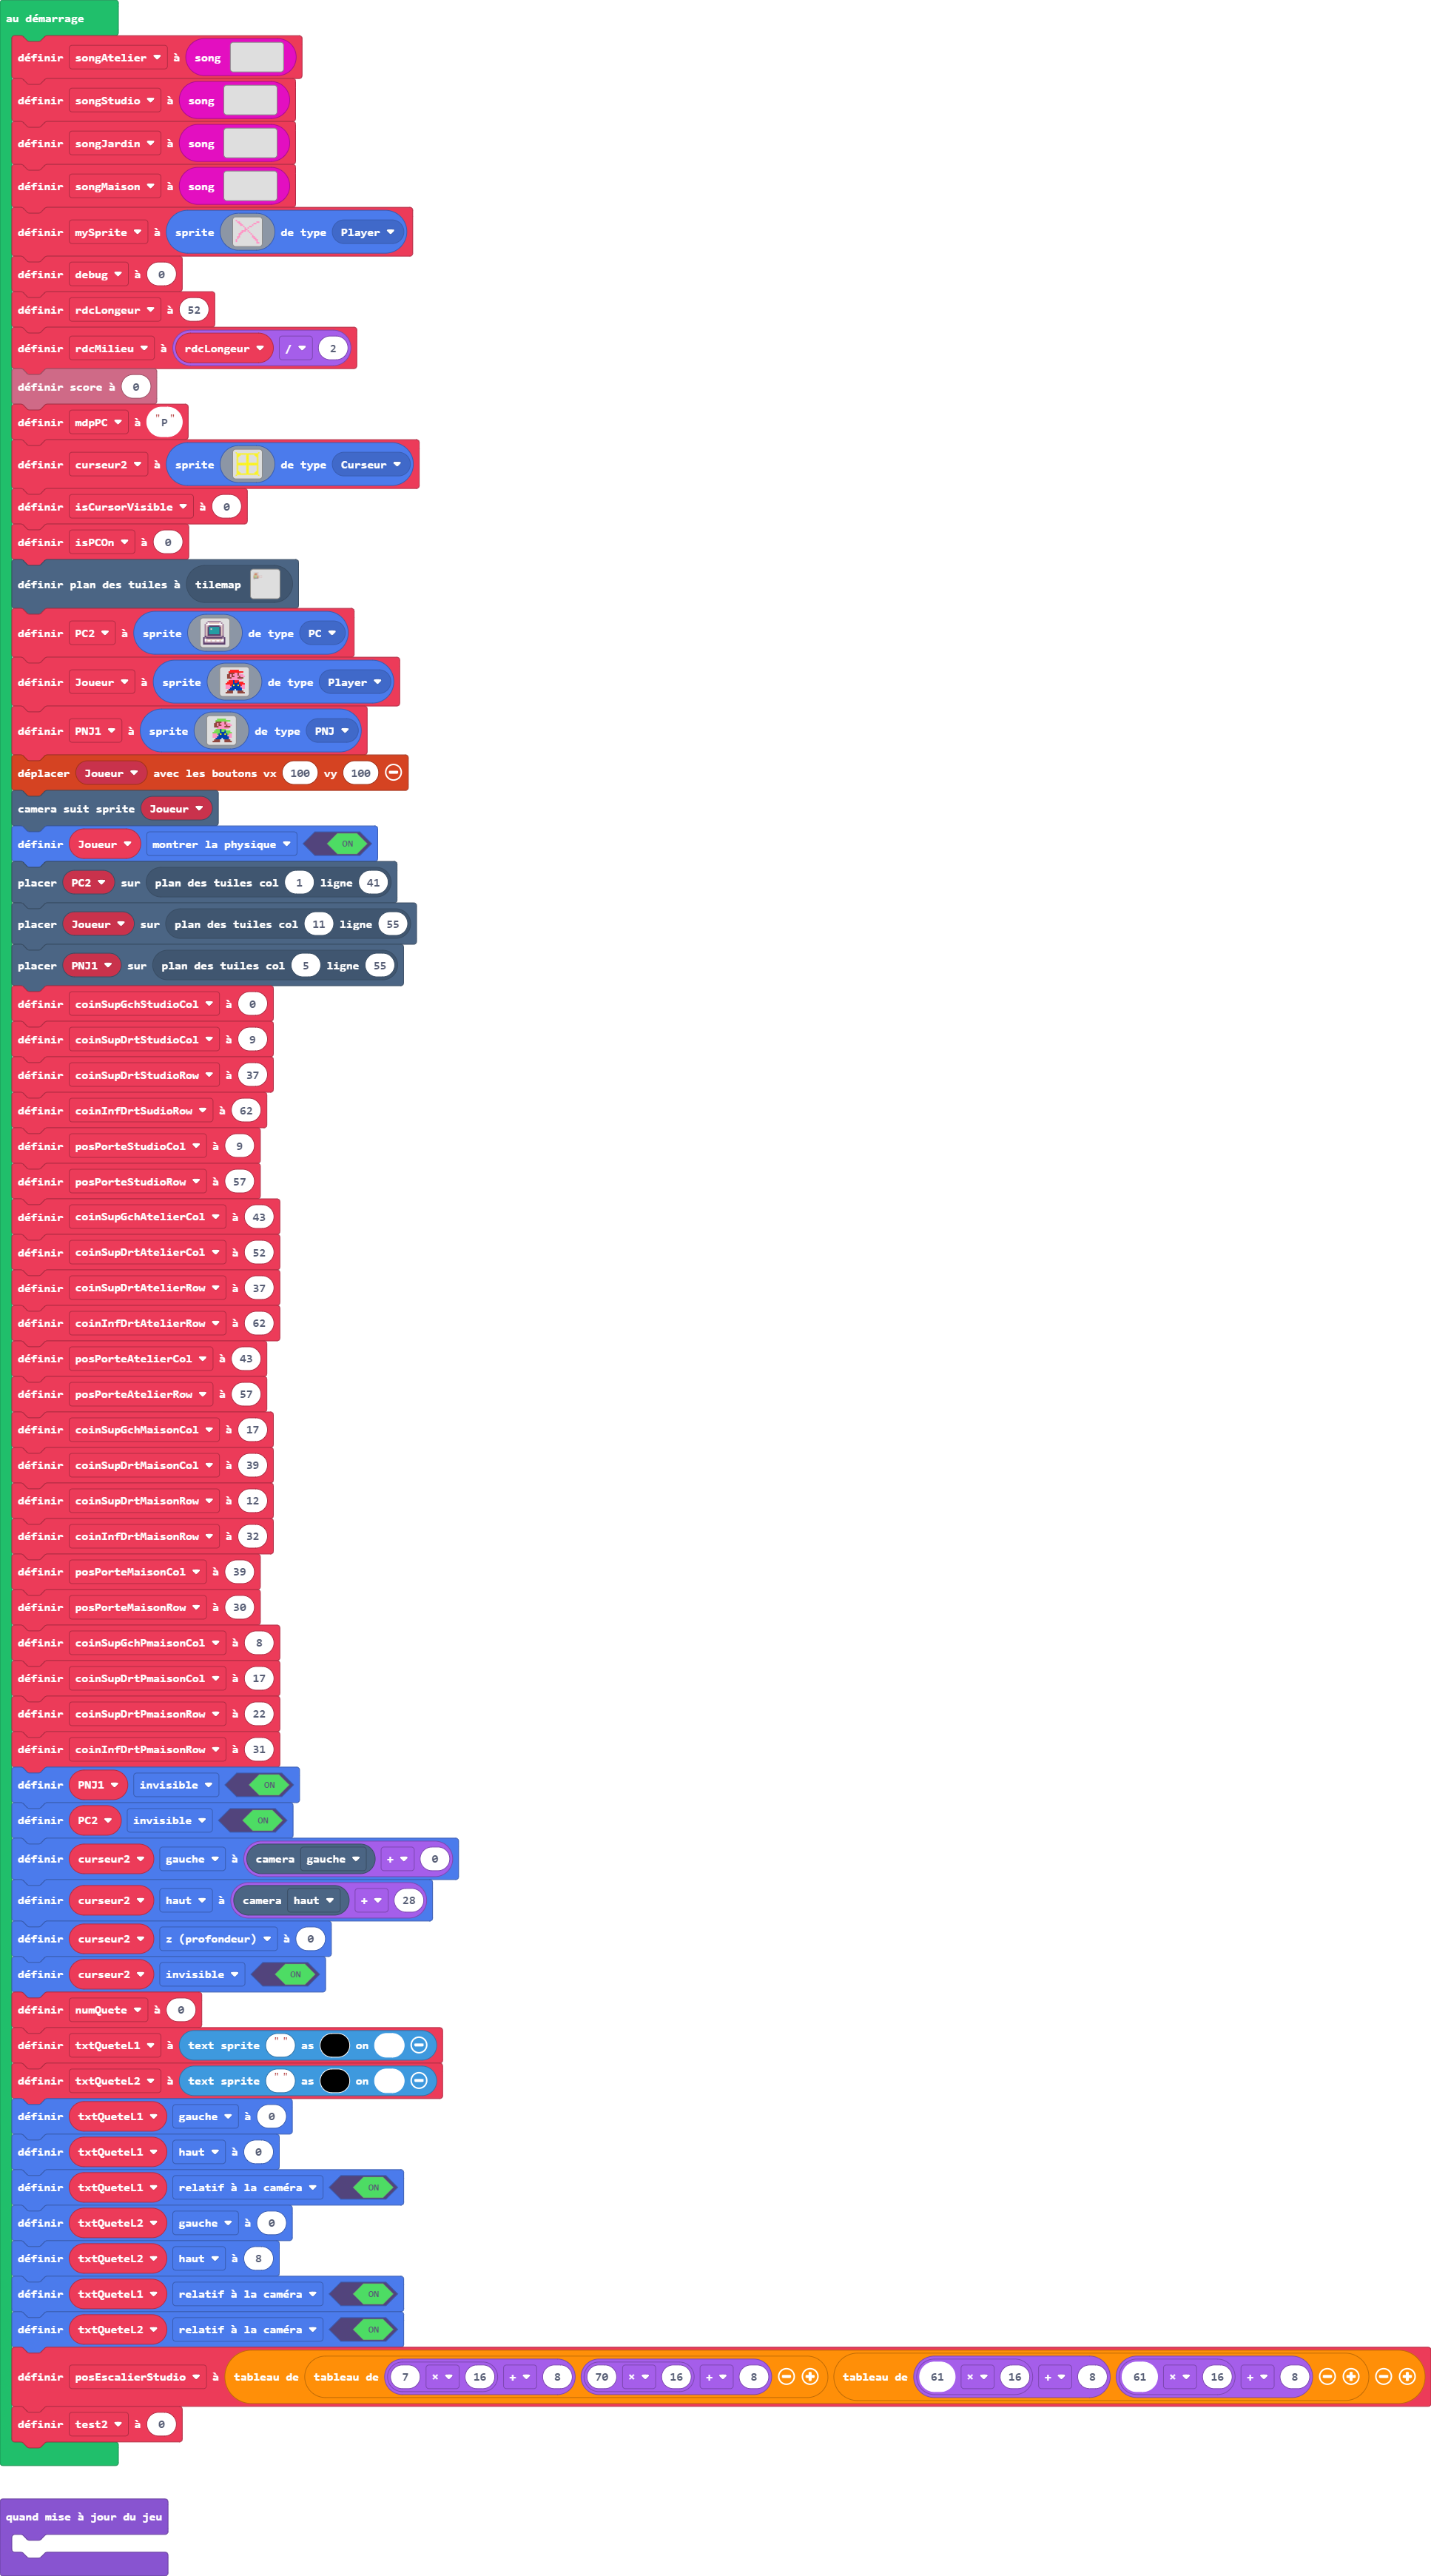 au démarrage
définir songAtelier à song
définir songStudio à song
définir songJardin à song
définir songMaison à song
définir mySprite à sprite de type Player
définir debug à 0
définir rdcLongeur à 52
définir rdcMilieu à rdcLongeur / 2
définir score à 0
définir mdpPC à "P"
définir curseur2 à sprite de type Curseur
définir isCursorVisible à 0
définir isPCOn à 0
définir plan des tuiles à tilemap
définir PC2 à sprite de type PC
définir Joueur à sprite de type Player
définir PNJ1 à sprite de type PNJ
déplacer Joueur avec les boutons vx 100 vy 100
camera suit sprite Joueur
définir Joueur montrer la physique ON
placer PC2 sur plan des tuiles col 1 ligne 41
placer Joueur sur plan des tuiles col 11 ligne 55
placer PNJ1 sur plan des tuiles col 5 ligne 55
définir coinSupGchStudioCol à 0
définir coinSupDrtStudioCol à 9
définir coinSupDrtStudioRow à 37
définir coinInfDrtSudioRow à 62
définir posPorteStudioCol à 9
définir posPorteStudioRow à 57
définir coinSupGchAtelierCol à 43
définir coinSupDrtAtelierCol à 52
définir coinSupDrtAtelierRow à 37
définir coinInfDrtAtelierRow à 62
définir posPorteAtelierCol à 43
définir posPorteAtelierRow à 57
définir coinSupGchMaisonCol à 17
définir coinSupDrtMaisonCol à 39
définir coinSupDrtMaisonRow à 12
définir coinInfDrtMaisonRow à 32
définir posPorteMaisonCol à 39
définir posPorteMaisonRow à 30
définir coinSupGchPmaisonCol à 8
définir coinSupDrtPmaisonCol à 17
définir coinSupDrtPmaisonRow à 22
définir coinInfDrtPmaisonRow à 31
définir PNJ1 invisible ON
définir PC2 invisible ON
définir curseur2 gauche à camera gauche + 0
définir curseur2 haut à camera haut + 28
définir curseur2 z (profondeur) à 0
définir curseur2 invisible ON
définir numQuete à 0
définir txtQueteL1 à text sprite " " as on
définir txtQueteL2 à text sprite " " as on
définir txtQueteL1 gauche à 0
définir txtQueteL1 haut à 0
définir txtQueteL1 relatif à la caméra ON
définir txtQueteL2 gauche à 0
définir txtQueteL2 haut à 8
définir txtQueteL1 relatif à la caméra ON
définir txtQueteL2 relatif à la caméra ON
définir posEscalierStudio à tableau de tableau de 7 × 16 + 8 70 × 16 + 8 tableau de 61 × 16 + 8 61 × 16 + 8
définir test2 à 0
quand mise à jour du jeu